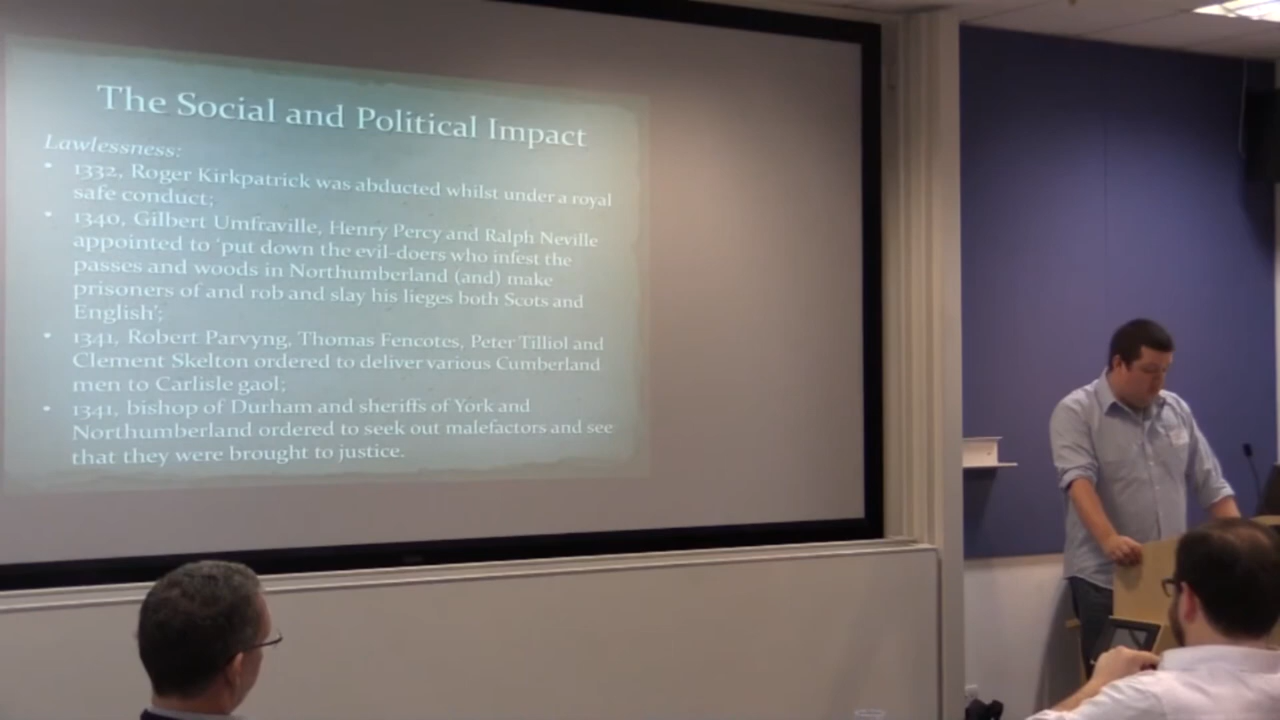 The Social and Political Impact
Lawlessness:
• 1332, Roger Kirkpatrick was abducted whilst under a royal
safe conduct;
• 1340, Gilbert Umfraville, Henry Percy and Ralph Neville
appointed to 'put down the evil-doers who infest the
passes and woods in Northumberland (and) make
prisoners of and rob and slay his lieges both Scots and
English';
• 1341, Robert Parvyng, Thomas Fencotes, Peter Tilliol and
Clement Skelton ordered to deliver various Cumberland
men to Carlisle gaol;
• 1341, bishop of Durham and sheriffs of York and
Northumberland ordered to seek out malefactors and see
that they were brought to justice.